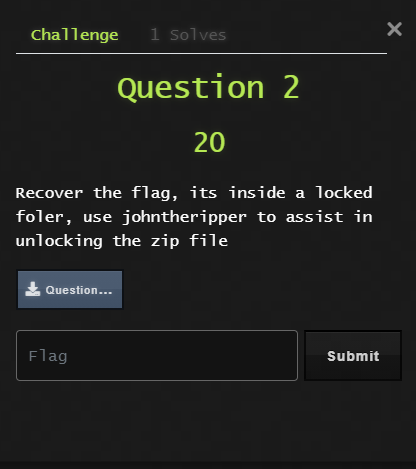 Challenge 1 Solves ×
Question 2
20
Recover the flag, its inside a locked
foler, use johntheripper to assist in
unlocking the zip file
Question...
Flag Submit